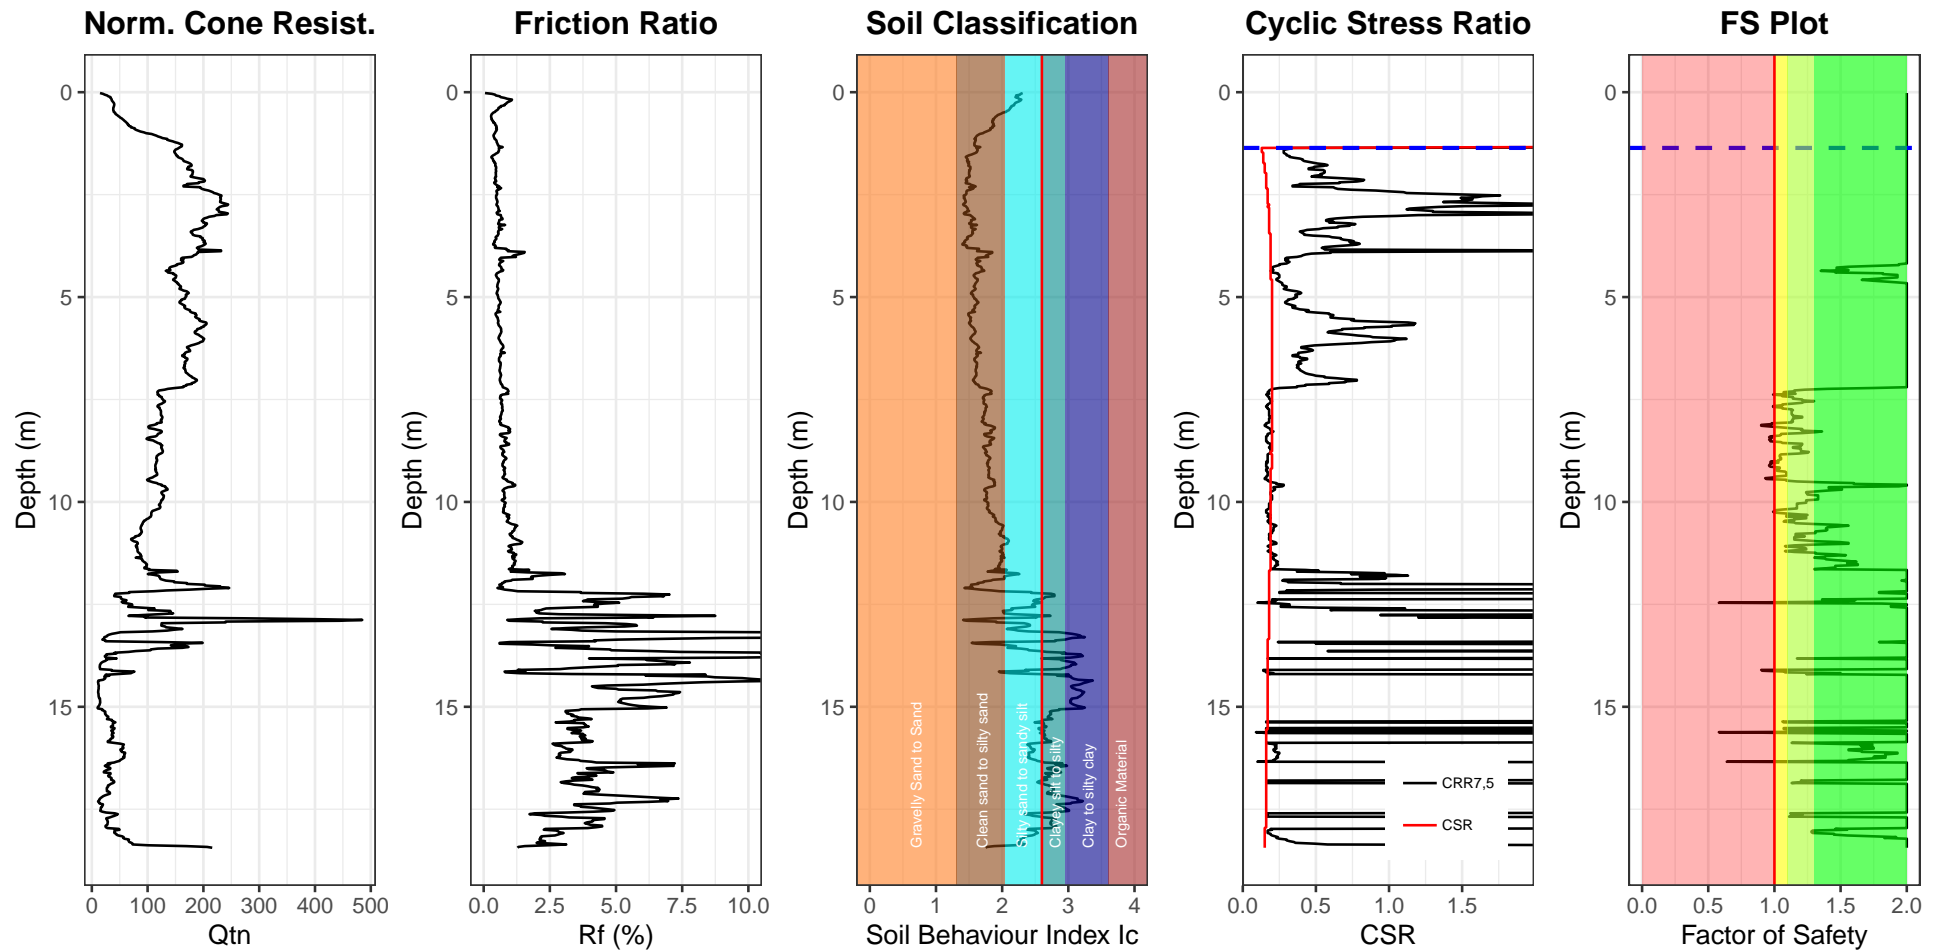 Norm. Cone Resist.
Friction Ratio
Soil Classification
Cyclic Stress Ratio
FS Plot
Depth (m)
0
5
10
15
0 100 200 300 400 500
Qtn
Depth (m)
0
5
10
15
0.0 2.5 5.0 7.5 10.0
Rf (%)
Depth (m)
0
5
10
15
Gravelly Sand to Sand
Clean sand to silty sand
Silty sand to sandy silt
Clayey silt to silty
Clay to silty clay
Organic Material
0 1 2 3 4
Soil Behaviour Index Ic
Depth (m)
0
5
10
15
CRR7,5
CSR
0.0 0.5 1.0 1.5
CSR
Depth (m)
0
5
10
15
0.0 0.5 1.0 1.5 2.0
Factor of Safety